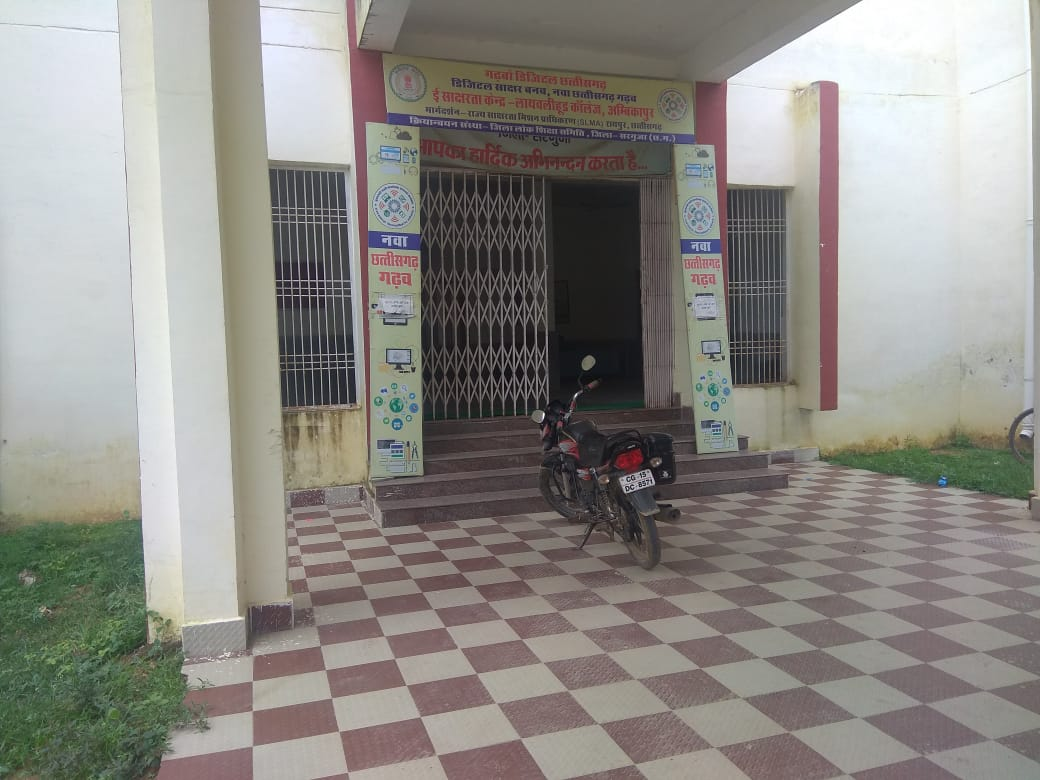 गढ़बो डिजिटल छत्तीसगढ़
डिजिटल साक्षर बनव, नवा छत्तीसगढ़ गढ़व
ई साक्षरता केन्द्र -लायवलीहूड कॉलेज, अम्बिकापुर
मार्गदर्शन - राज्य साक्षरता मिशन प्राधिकरण (SLMA) रायपुर, छत्तीसगढ़
क्रियान्वयन संस्था - जिला लोक शिक्षा समिति, जिला - सरगुजा (छ.ग.)
जिला- सरगुजा
आपका हार्दिक अभिनन्दन करता है...
नवा
छत्तीसगढ़
गढ़व
नवा
छत्तीसगढ़
गढ़व
CG 15
DC 8571